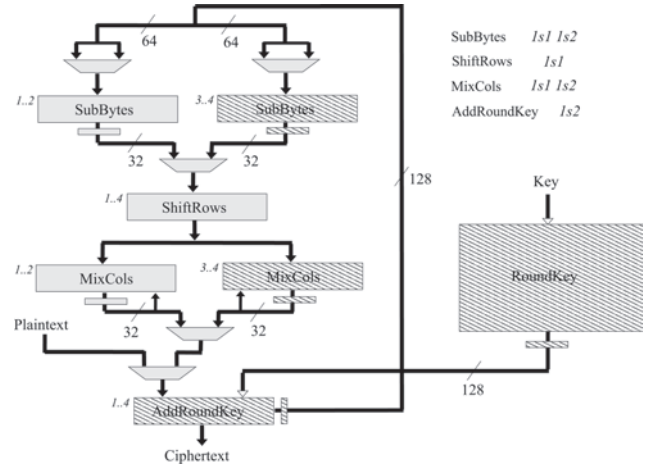 64
64
SubBytes 1s1 1s2
ShiftRows 1s1
MixCols 1s1 1s2
AddRoundKey 1s2
1..2
SubBytes
3..4
SubBytes
32
32
128
1..4
ShiftRows
Key
1..2
MixCols
3..4
MixCols
RoundKey
Plaintext
32
32
128
1..4
AddRoundKey
Ciphertext